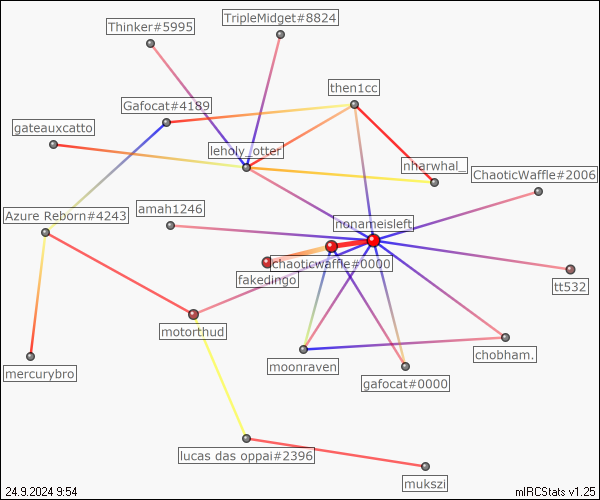 TripleMidget#8824
Thinker#5995
then1cc
Gafocat#4189
gateauxcatto
leholy_otter
nharwhal_
ChaoticWaffle#2006
amah1246
Azure Reborn#4243
nonameisleft
chaoticwaffle#0000
fakedingo
tt532
motorthud
chobham.
moonraven
mercurybro
gafocat#0000
lucas das oppai#2396
mukszi
24.9.2024 9:54
mIRCStats v1.25